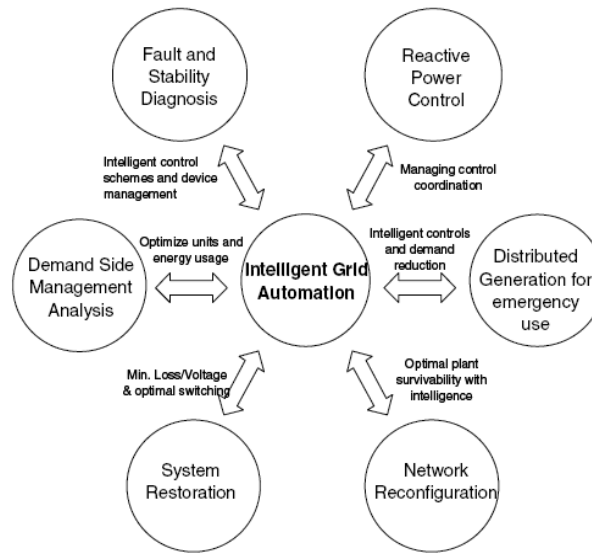 Fault and
Stability
Diagnosis
Reactive
Power
Control
Intelligent control
schemes and device
management
Managing control
coordination
Demand Side
Management
Analysis
Optimize units and
energy usage
Intelligent Grid
Automation
Intelligent controls
and demand
reduction
Distributed
Generation for
emergency
use
Min. Loss/Voltage
& optimal switching
Optimal plant
survivability with
intelligence
System
Restoration
Network
Reconfiguration